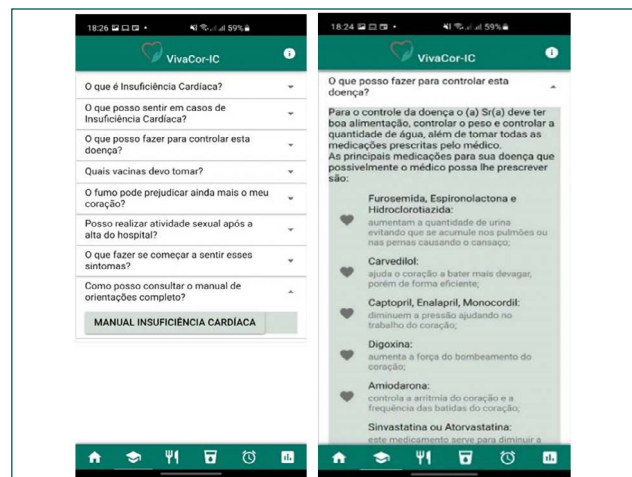 18:26
59%
VivaCor-IC
O que é Insuficiência Cardíaca?
O que posso sentir em casos de
Insuficiência Cardíaca?
O que posso fazer para controlar esta
doença?
Quais vacinas devo tomar?
O fumo pode prejudicar ainda mais o meu
coração?
Posso realizar atividade sexual após a
alta do hospital?
O que fazer se começar a sentir esses
sintomas?
Como posso consultar o manual de
orientações completo?
MANUAL INSUFICIÊNCIA CARDÍACA
18:24
59%
VivaCor-IC
O que posso fazer para controlar esta
doença?
Para o controle da doença o (a) Sr(a) deve ter
boa alimentação, controlar o peso e controlar a
quantidade de água, além de tomar todas as
medicações prescritas pelo médico.
As principais medicações para sua doença que
possivelmente o médico possa lhe prescrever
são:
Furosemida, Espironolactona e
Hidroclorotiazida:
aumentam a quantidade de urina
evitando que se acumule nos pulmões ou
nas pernas causando o cansaço;
Carvedilol:
ajuda o coração a bater mais devagar,
porém de forma eficiente;
Captopril, Enalapril, Monocordil:
diminuem a pressão ajudando no
trabalho do coração;
Digoxina:
aumenta a força do bombeamento do
coração;
Amiodarona:
controla a arritmia do coração e a
frequência das batidas do coração;
Sinvastatina ou Atorvastatina:
este medicamento serve para diminuir a